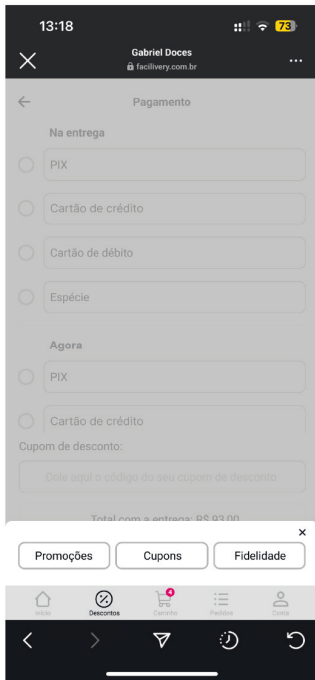 13:18
73
Gabriel Doces
facilivery.com.br
Pagamento
Na entrega
PIX
Cartão de crédito
Cartão de débito
Espécie
Agora
PIX
Cartão de crédito
Cupom de desconto:
Cole aqui o código do seu cupom de desconto
Total com a entrega: R$ 93,00
Promoções
Cupons
Fidelidade
4
Início
Descontos
Carrinho
Pedidos
Conta